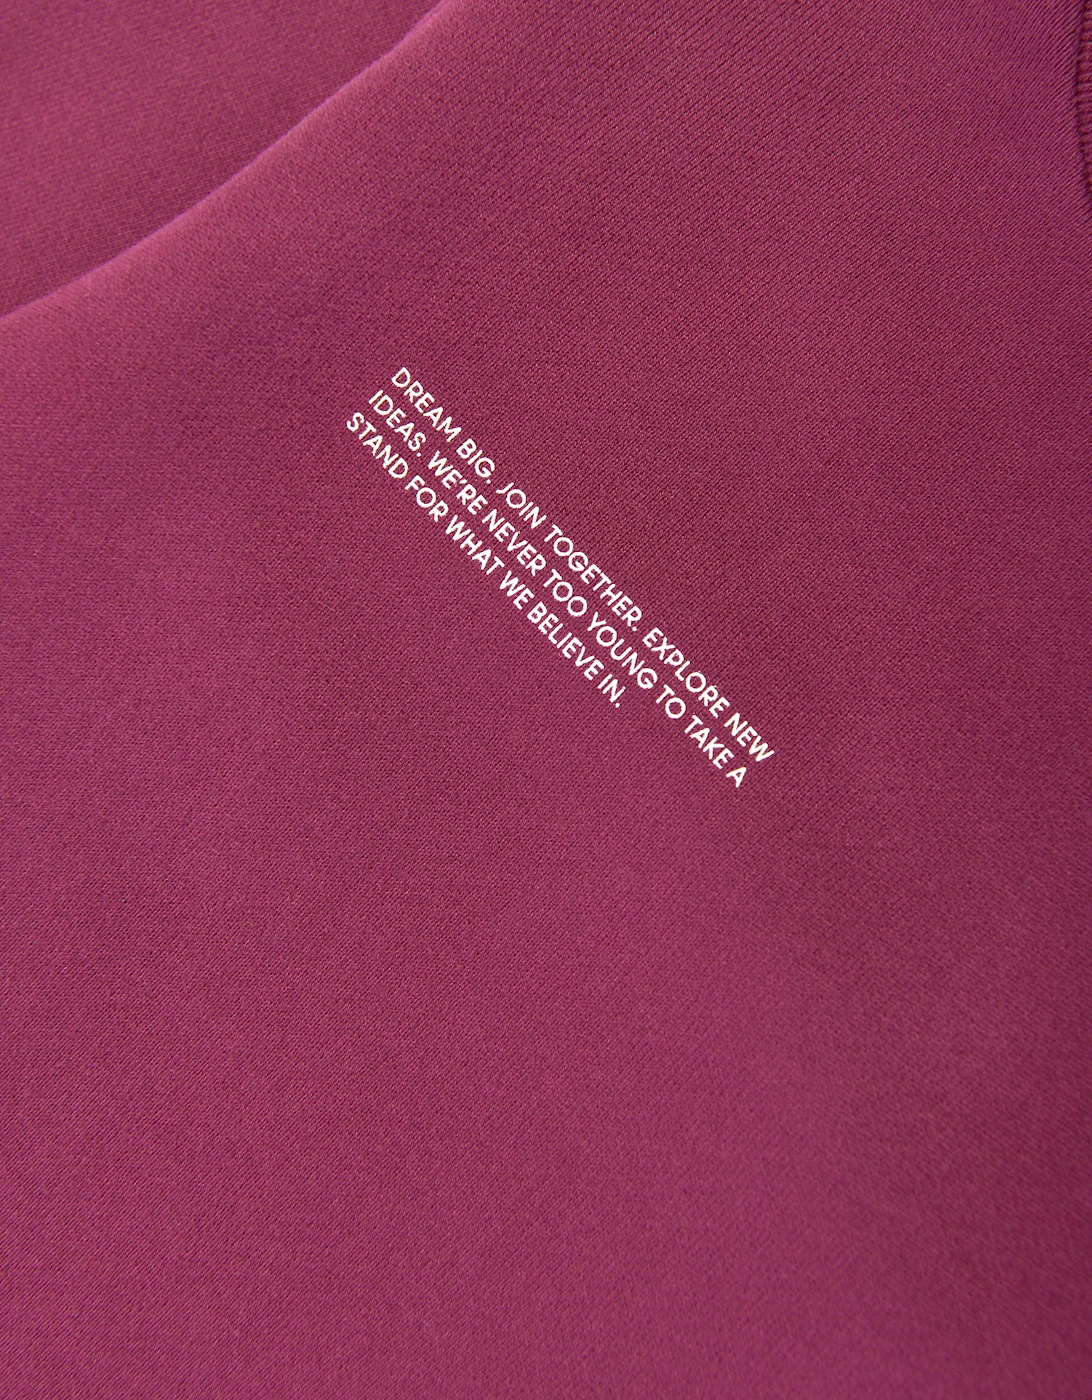 DREAM BIG. JOIN TOGETHER. EXPLORE NEW
IDEAS. WE'RE NEVER TOO YOUNG TO TAKE A
STAND FOR WHAT WE BELIEVE IN.